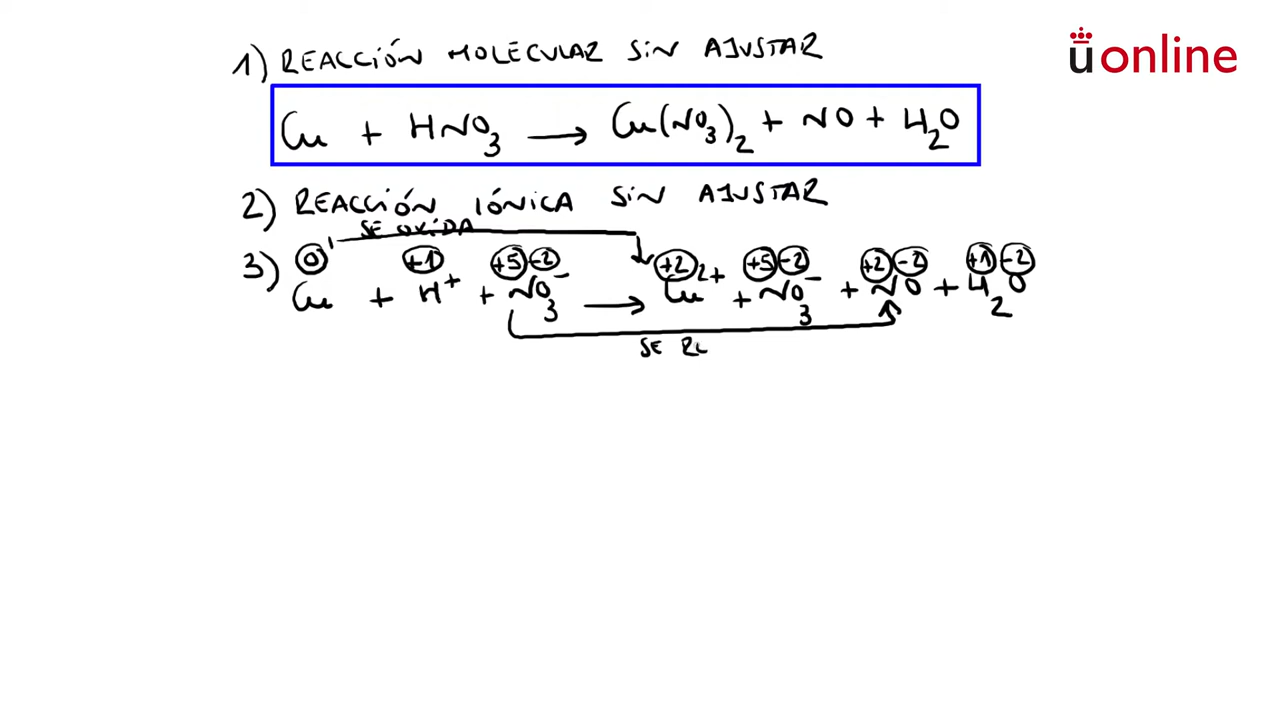 üonline
1) REACCIÓN MOLECULAR SIN AJUSTAR
Cu + HNO3 → Cu(NO3)2 + NO + H2O
2) REACCIÓN IÓNICA SIN AJUSTAR
SE OXIDA
0 +1 +5 -2 +2 +5 -2 +2 -2 +1 -2
3) Cu + H+ + NO3- → Cu2+ + NO3- + NO + H2O
SE